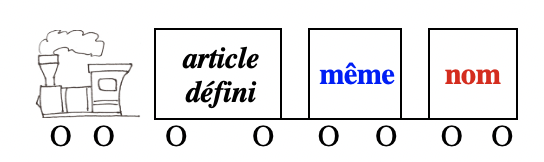 article
défini
même
nom
O O O O O O O O